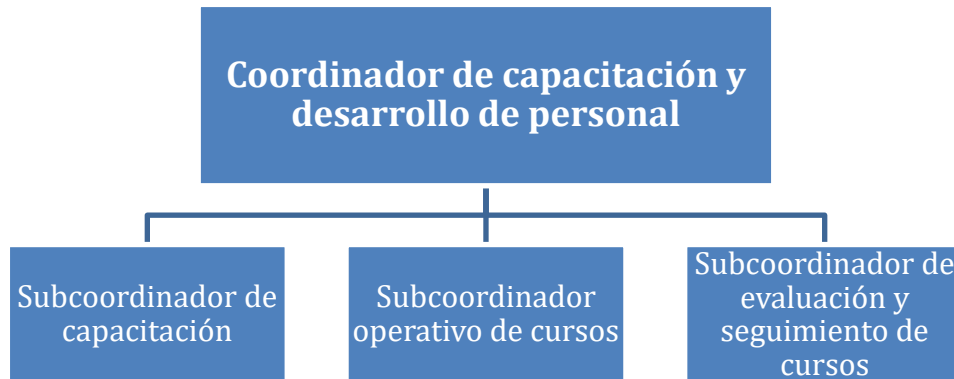 Coordinador de capacitación y
desarrollo de personal
Subcoordinador de
capacitación
Subcoordinador
operativo de cursos
Subcoordinador de
evaluación y
seguimiento de
cursos